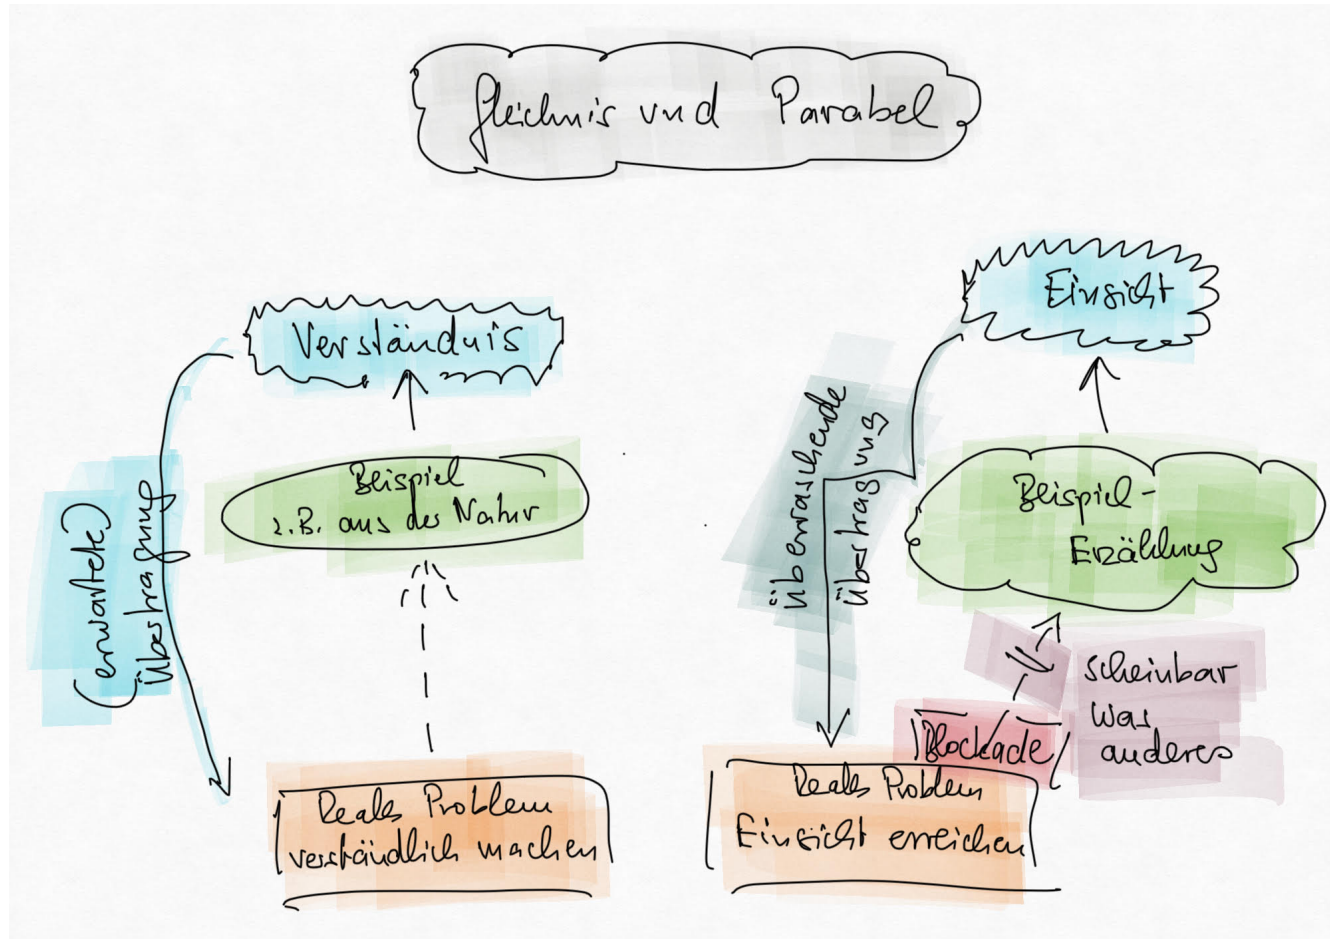 Gleichnis und Parabel
Verständnis
Beispiel
z.B. aus der Natur
(erwartete)
Übertragung
Reales Problem
verständlich machen
Einsicht
Überraschende
Übertragung
Beispiel-
Erzählung
scheinbar
was
anderes
Blockade
Reales Problem
Einsicht erreichen